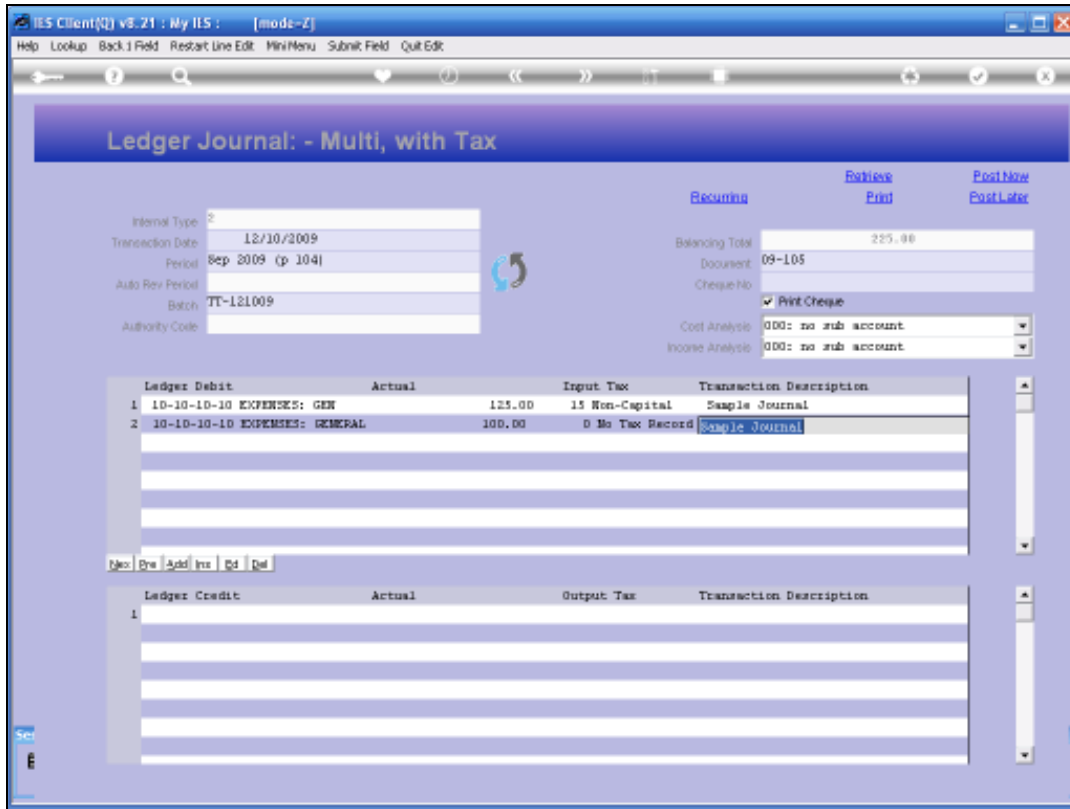 IES Client(Q) v8.21 : My IES : [mode-Z]
Help Lookup Back 1 Field Restart Line Edit MiniMenu Submit Field Quit Edit
Ledger Journal: - Multi, with Tax
Retrieve Post Now
Recurring Print Post Later
Internal Type 2
Transaction Date 12/10/2009
Period Sep 2009 (p 104)
Auto Rev Period
Batch TT-121009
Authority Code
Balancing Total 225.00
Document 09-105
Cheque No
Print Cheque
Cost Analysis 000: no sub account
Income Analysis 000: no sub account
Ledger Debit Actual Input Tax Transaction Description
1 10-10-10-10 EXPENSES: GEN 125.00 15 Non-Capital Sample Journal
2 10-10-10-10 EXPENSES: GENERAL 100.00 0 No Tax Record Sample Journal
Nex Pre Add Ins Ed Del
Ledger Credit Actual Output Tax Transaction Description
1